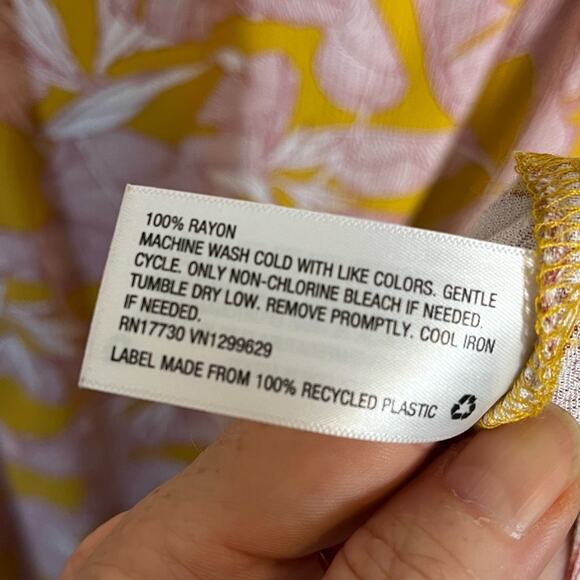 100% RAYON
MACHINE WASH COLD WITH LIKE COLORS. GENTLE
CYCLE. ONLY NON-CHLORINE BLEACH IF NEEDED.
TUMBLE DRY LOW. REMOVE PROMPTLY. COOL IRON
IF NEEDED.
RN17730 VN1299629
LABEL MADE FROM 100% RECYCLED PLASTIC